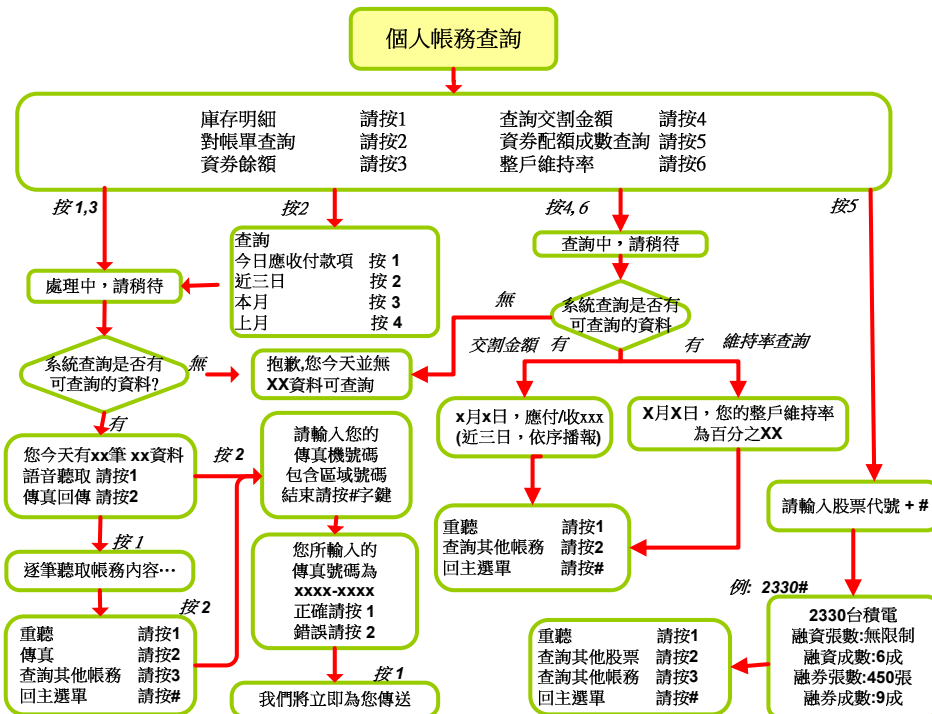 個人帳務查詢
庫存明細 請按1 查詢交割金額 請按4
對帳單查詢 請按2 資券配額成數查詢 請按5
資券餘額 請按3 整戶維持率 請按6
按 1,3
按2
按4, 6
按5
查詢
今日應收付款項 按 1
近三日 按 2
本月 按 3
上月 按 4
查詢中，請稍待
處理中，請稍待
無
系統查詢是否有
可查詢的資料
交割金額 有
有 維持率查詢
系統查詢是否有
可查詢的資料?
無
抱歉,您今天並無
XX資料可查詢
有
x月x日，應付/收xxx
(近三日，依序播報)
X月X日，您的整戶維持率
為百分之XX
您今天有xx筆 xx資料
語音聽取 請按1
傳真回傳 請按2
按 2
請輸入您的
傳真機號碼
包含區域號碼
結束請按#字鍵
請輸入股票代號 + #
按 1
逐筆聽取帳務內容…
您所輸入的
傳真號碼為
xxxx-xxxx
正確請按 1
錯誤請按 2
重聽 請按1
查詢其他帳務 請按2
回主選單 請按#
例: 2330#
按 2
重聽 請按1
傳真 請按2
查詢其他帳務 請按3
回主選單 請按#
按 1
我們將立即為您傳送
重聽 請按1
查詢其他股票 請按2
查詢其他帳務 請按3
回主選單 請按#
2330台積電
融資張數:無限制
融資成數:6成
融券張數:450張
融券成數:9成